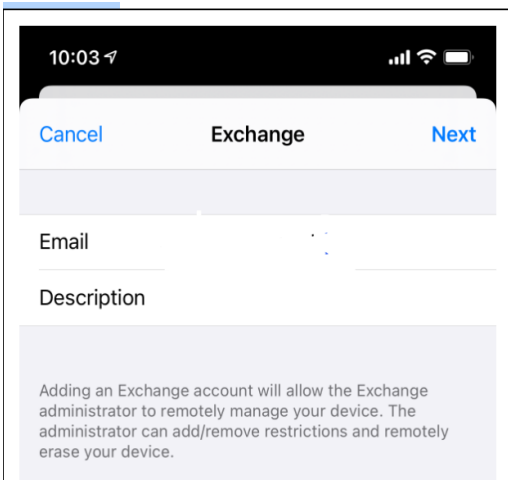 10:03
Cancel Exchange Next
Email
Description
Adding an Exchange account will allow the Exchange
administrator to remotely manage your device. The
administrator can add/remove restrictions and remotely
erase your device.